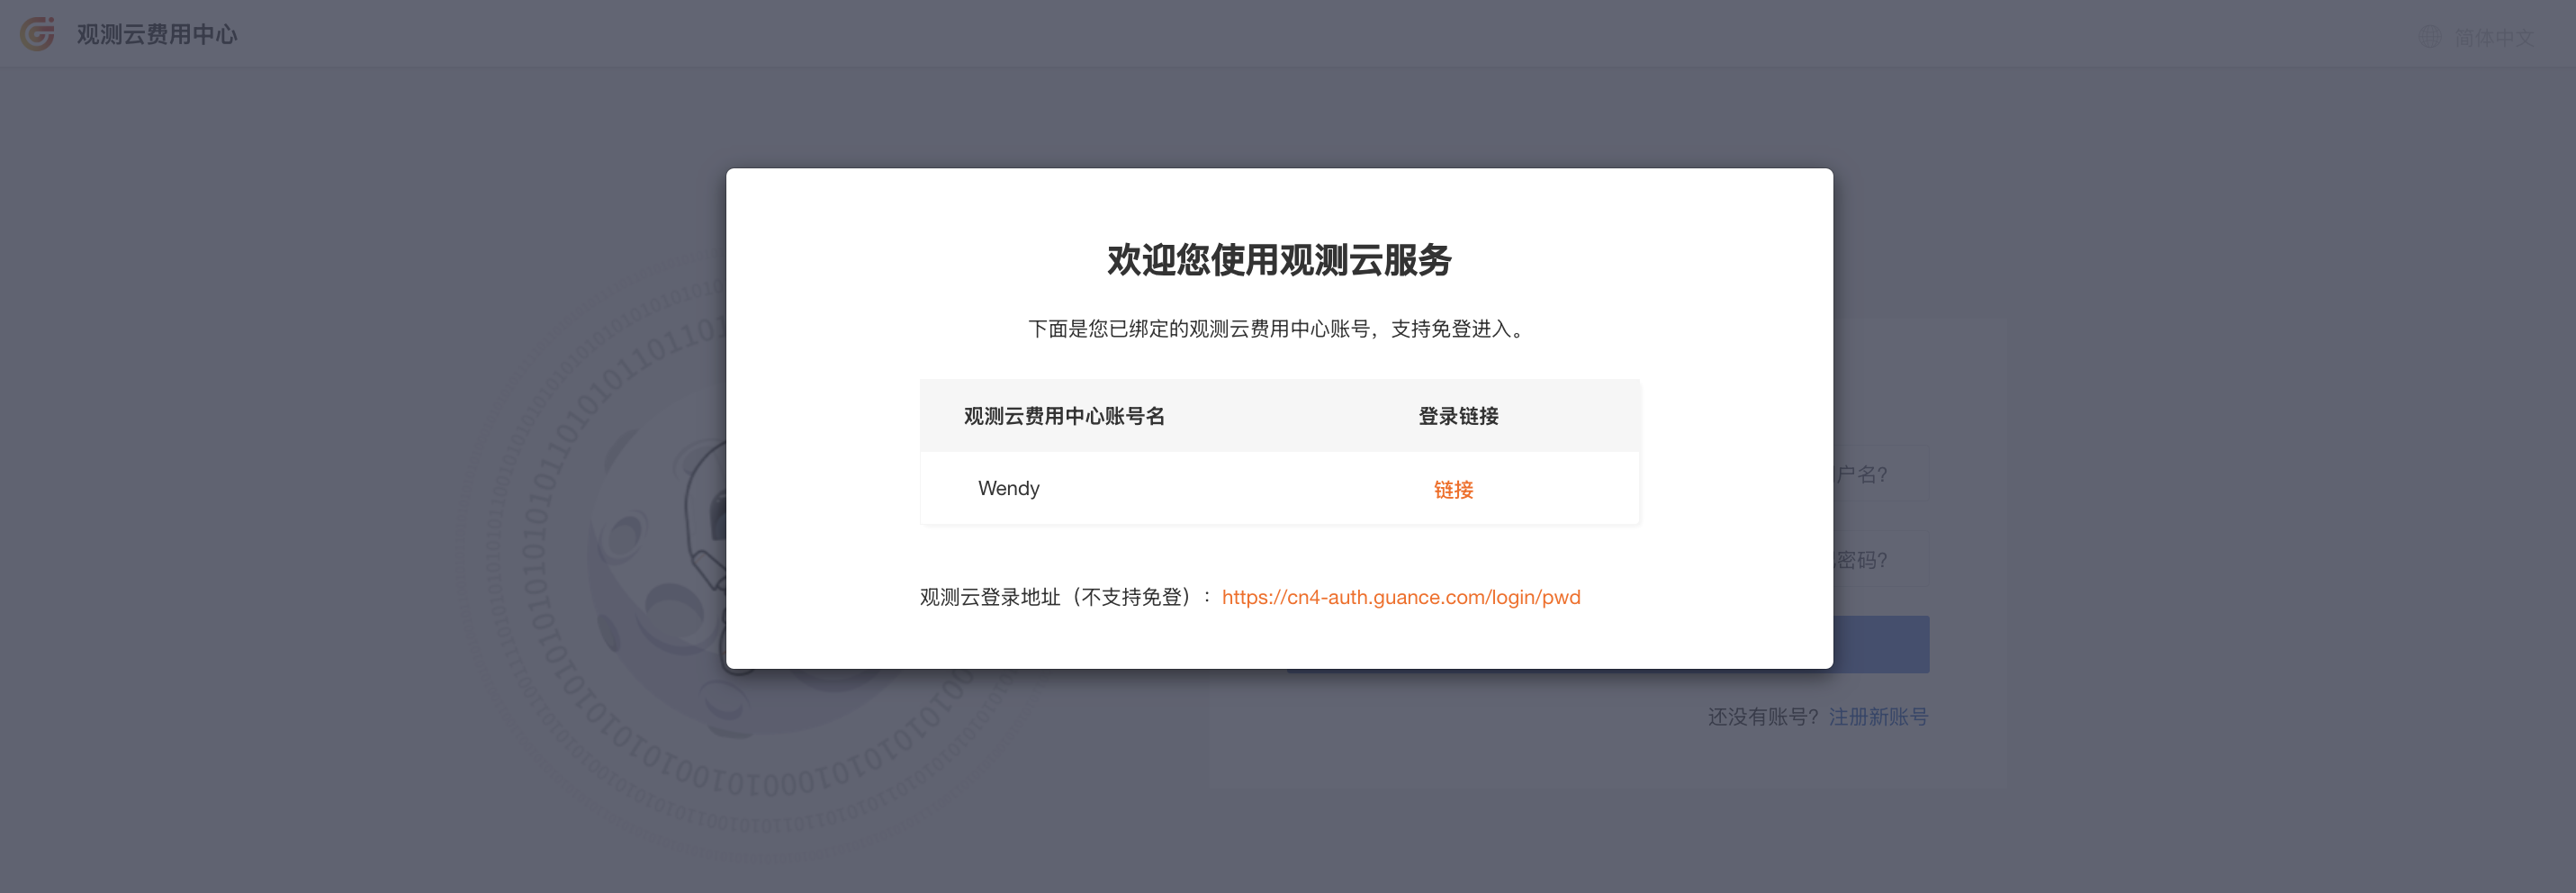 观测云费用中心
简体中文
欢迎您使用观测云服务
下面是您已绑定的观测云费用中心账号，支持免登进入。
观测云费用中心账号名 登录链接
Wendy 链接
户名?
密码?
观测云登录地址（不支持免登）： https://cn4-auth.guance.com/login/pwd
还没有账号? 注册新账号